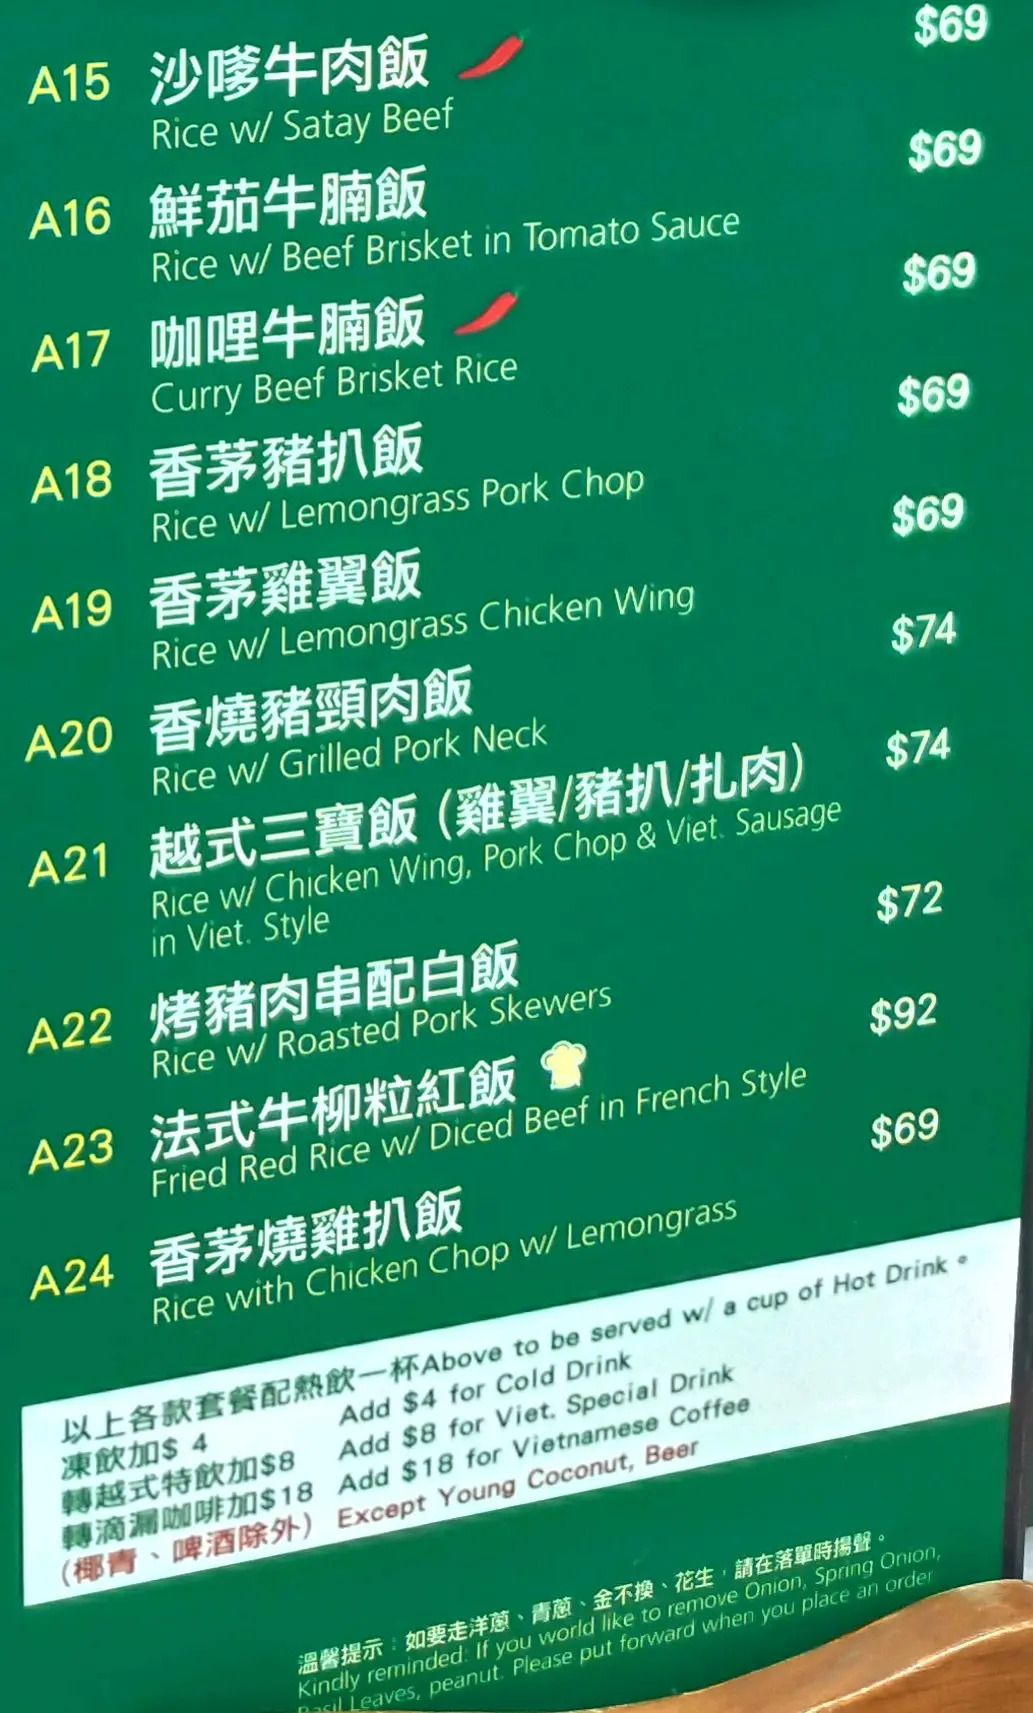 A15 沙嗲牛肉飯 $69
Rice w/ Satay Beef
A16 鮮茄牛腩飯 $69
Rice w/ Beef Brisket in Tomato Sauce
A17 咖哩牛腩飯 $69
Curry Beef Brisket Rice
A18 香茅豬扒飯 $69
Rice w/ Lemongrass Pork Chop
A19 香茅雞翼飯 $69
Rice w/ Lemongrass Chicken Wing
A20 香燒豬頸肉飯 $74
Rice w/ Grilled Pork Neck
A21 越式三寶飯 (雞翼/豬扒/扎肉) $74
Rice w/ Chicken Wing, Pork Chop & Viet. Sausage
in Viet. Style
A22 烤豬肉串配白飯 $72
Rice w/ Roasted Pork Skewers
A23 法式牛柳粒紅飯 $92
Fried Red Rice w/ Diced Beef in French Style
A24 香茅燒雞扒飯 $69
Rice with Chicken Chop w/ Lemongrass
以上各款套餐配熱飲一杯Above to be served w/ a cup of Hot Drink。
凍飲加$ 4 Add $4 for Cold Drink
轉越式特飲加$8 Add $8 for Viet. Special Drink
轉滴漏咖啡加$18 Add $18 for Vietnamese Coffee
(椰青、啤酒除外) Except Young Coconut, Beer
溫馨提示：如要走洋蔥、青蔥、金不換、花生，請在落單時揚聲。
Kindly reminded: If you world like to remove Onion, Spring Onion,
Basil Leaves, peanut. Please put forward when you place an order